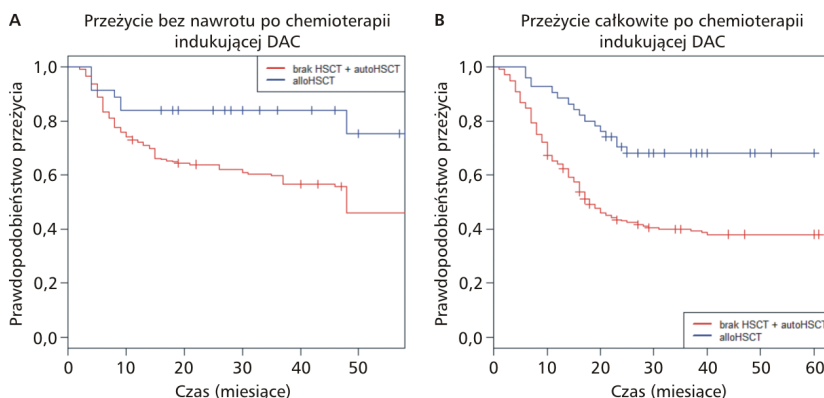 A
Przeżycie bez nawrotu po chemioterapii
indukującej DAC
brak HSCT + autoHSCT
alloHSCT
Prawdopodobieństwo przeżycia
1,0
0,8
0,6
0,4
0,2
0,0
0 10 20 30 40 50
Czas (miesiące)
B
Przeżycie całkowite po chemioterapii
indukującej DAC
Prawdopodobieństwo przeżycia
1,0
0,8
0,6
0,4
0,2
0,0
brak HSCT + autoHSCT
alloHSCT
0 10 20 30 40 50 60
Czas (miesiące)